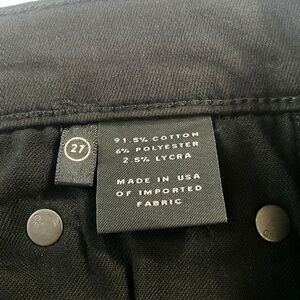 27
91.5% COTTON
6% POLYESTER
2.5% LYCRA
MADE IN USA
OF IMPORTED
FABRIC